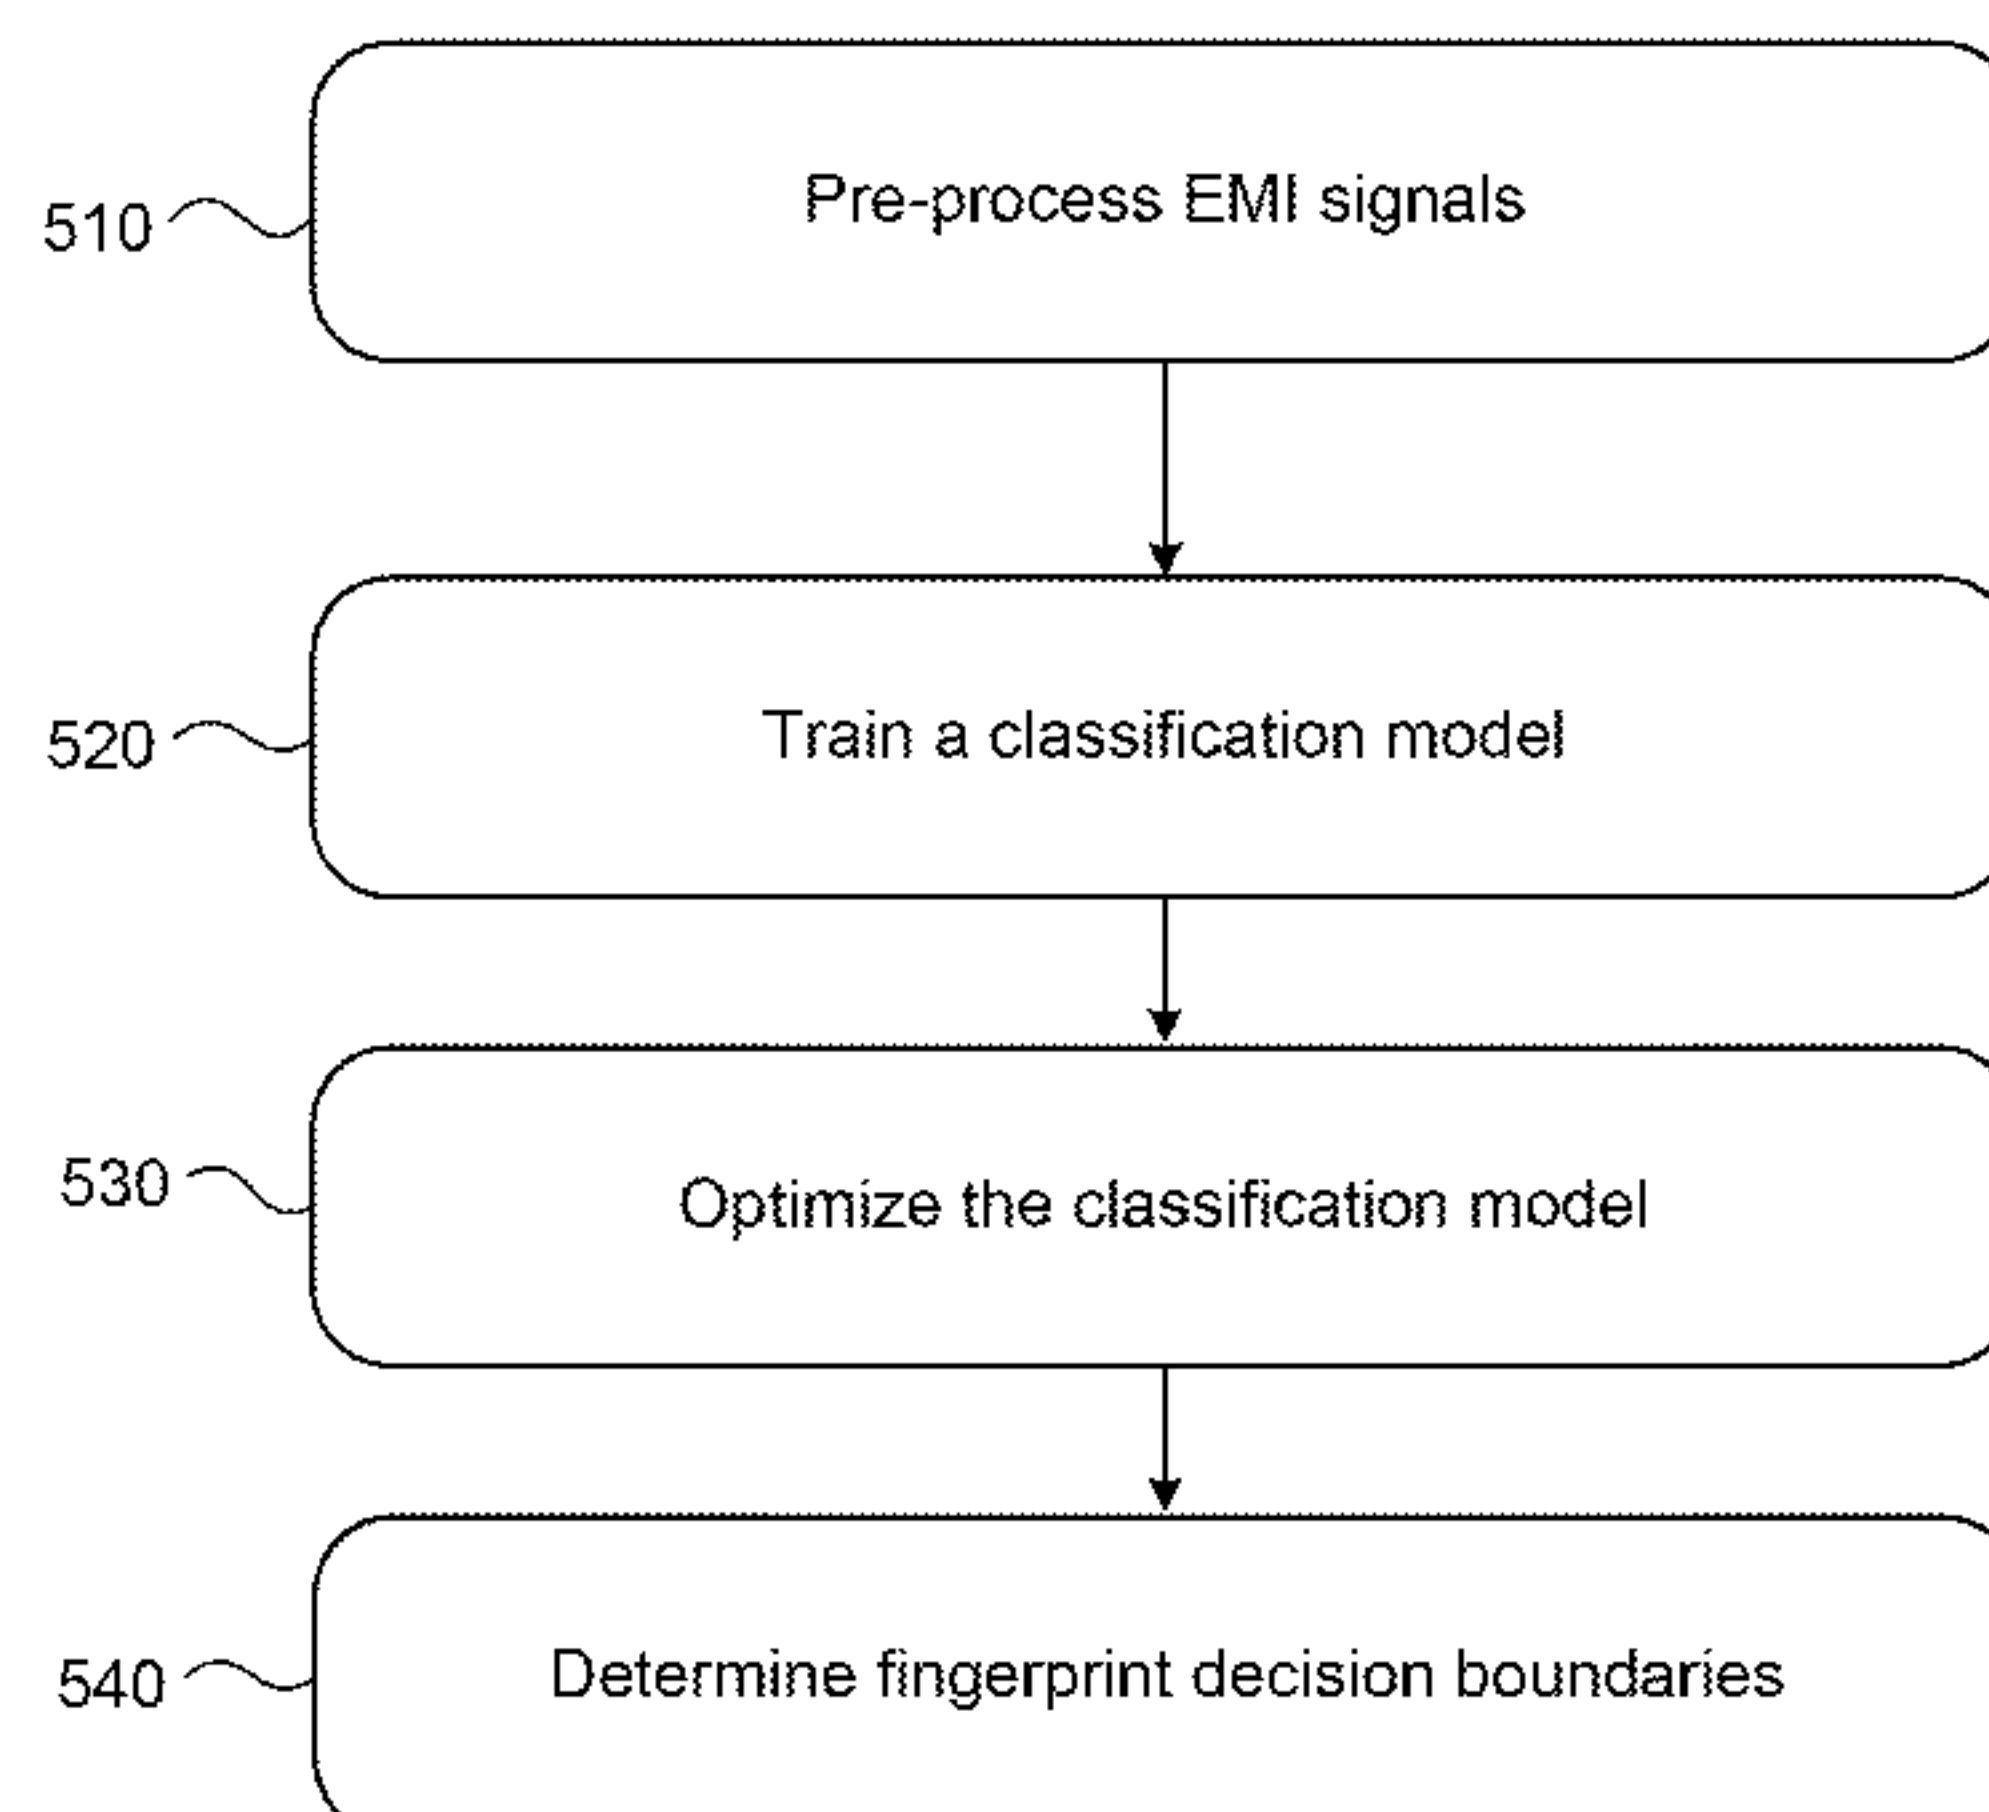 510
Pre-process EMI signals
520
Train a classification model
530
Optimize the classification model
540
Determine fingerprint decision boundaries